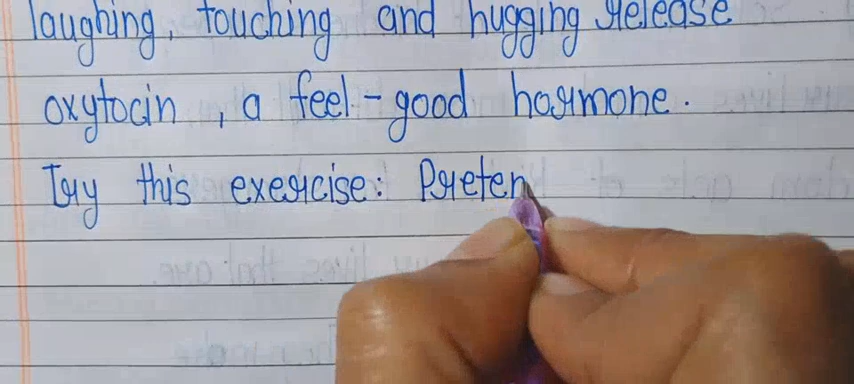 laughing, touching and hugging release
oxytocin, a feel-good hormone.
Try this exercise: Preten